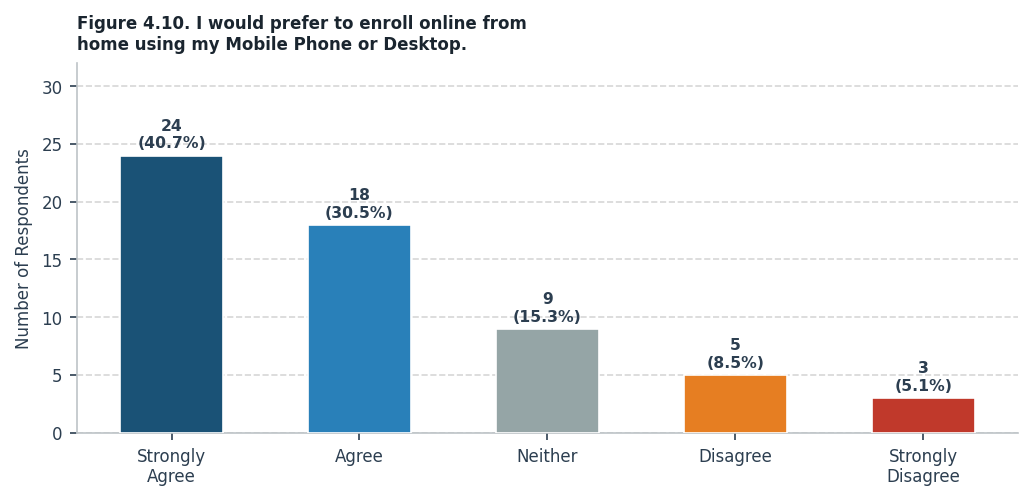 Figure 4.10. I would prefer to enroll online from
home using my Mobile Phone or Desktop.
Number of Respondents
30
25
20
15
10
5
0
24
(40.7%)
18
(30.5%)
9
(15.3%)
5
(8.5%)
3
(5.1%)
Strongly
Agree
Agree
Neither
Disagree
Strongly
Disagree